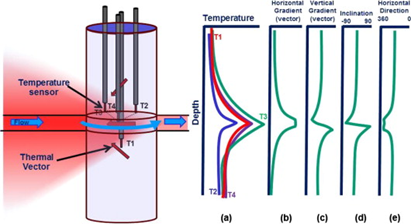 Temperature
sensor
T3
T4
T2
T1
Flow
Thermal
Vector
Temperature
T1
T3
T2
T4
Depth
(a)
Horizontal
Gradient
(vector)
(b)
Vertical
Gradient
(vector)
(c)
Inclination
-90 90
(d)
Horizontal
Direction
360 0
(e)